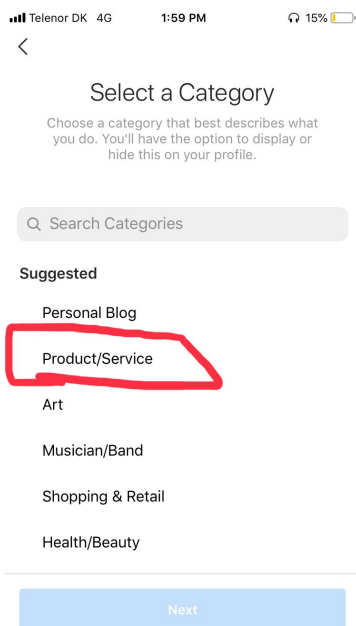 Telenor DK 4G 1:59 PM 15%
Select a Category
Choose a category that best describes what
you do. You'll have the option to display or
hide this on your profile.
Search Categories
Suggested
Personal Blog
Product/Service
Art
Musician/Band
Shopping & Retail
Health/Beauty
Next